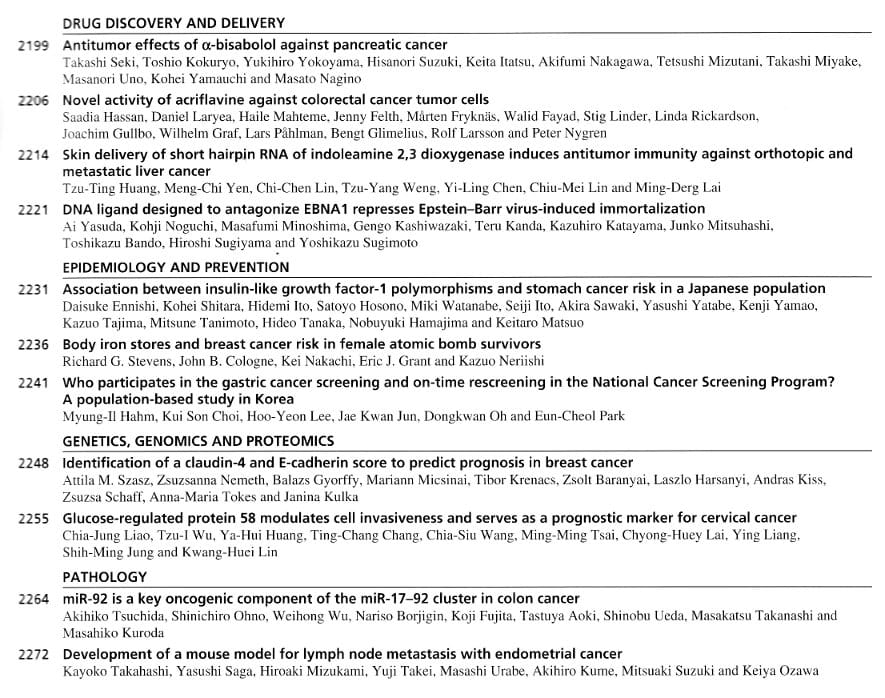 DRUG DISCOVERY AND DELIVERY
2199 Antitumor effects of α-bisabolol against pancreatic cancer
Takashi Seki, Toshio Kokuryo, Yukihiro Yokoyama, Hisanori Suzuki, Keita Itatsu, Akifumi Nakagawa, Tetsushi Mizutani, Takashi Miyake,
Masanori Uno, Kohei Yamauchi and Masato Nagino
2206 Novel activity of acriflavine against colorectal cancer tumor cells
Saadia Hassan, Daniel Laryea, Haile Mahteme, Jenny Felth, Mårten Fryknäs, Walid Fayad, Stig Linder, Linda Rickardson,
Joachim Gullbo, Wilhelm Graf, Lars Påhlman, Bengt Glimelius, Rolf Larsson and Peter Nygren
2214 Skin delivery of short hairpin RNA of indoleamine 2,3 dioxygenase induces antitumor immunity against orthotopic and
metastatic liver cancer
Tzu-Ting Huang, Meng-Chi Yen, Chi-Chen Lin, Tzu-Yang Weng, Yi-Ling Chen, Chiu-Mei Lin and Ming-Derg Lai
2221 DNA ligand designed to antagonize EBNA1 represses Epstein–Barr virus-induced immortalization
Ai Yasuda, Kohji Noguchi, Masafumi Minoshima, Gengo Kashiwazaki, Teru Kanda, Kazuhiro Katayama, Junko Mitsuhashi,
Toshikazu Bando, Hiroshi Sugiyama and Yoshikazu Sugimoto
EPIDEMIOLOGY AND PREVENTION
2231 Association between insulin-like growth factor-1 polymorphisms and stomach cancer risk in a Japanese population
Daisuke Ennishi, Kohei Shitara, Hidemi Ito, Satoyo Hosono, Miki Watanabe, Seiji Ito, Akira Sawaki, Yasushi Yatabe, Kenji Yamao,
Kazuo Tajima, Mitsune Tanimoto, Hideo Tanaka, Nobuyuki Hamajima and Keitaro Matsuo
2236 Body iron stores and breast cancer risk in female atomic bomb survivors
Richard G. Stevens, John B. Cologne, Kei Nakachi, Eric J. Grant and Kazuo Neriishi
2241 Who participates in the gastric cancer screening and on-time rescreening in the National Cancer Screening Program?
A population-based study in Korea
Myung-Il Hahm, Kui Son Choi, Hoo-Yeon Lee, Jae Kwan Jun, Dongkwan Oh and Eun-Cheol Park
GENETICS, GENOMICS AND PROTEOMICS
2248 Identification of a claudin-4 and E-cadherin score to predict prognosis in breast cancer
Attila M. Szasz, Zsuzsanna Nemeth, Balazs Gyorffy, Mariann Micsinai, Tibor Krenacs, Zsolt Baranyai, Laszlo Harsanyi, Andras Kiss,
Zsuzsa Schaff, Anna-Maria Tokes and Janina Kulka
2255 Glucose-regulated protein 58 modulates cell invasiveness and serves as a prognostic marker for cervical cancer
Chia-Jung Liao, Tzu-I Wu, Ya-Hui Huang, Ting-Chang Chang, Chia-Siu Wang, Ming-Ming Tsai, Chyong-Huey Lai, Ying Liang,
Shih-Ming Jung and Kwang-Huei Lin
PATHOLOGY
2264 miR-92 is a key oncogenic component of the miR-17–92 cluster in colon cancer
Akihiko Tsuchida, Shinichiro Ohno, Weihong Wu, Nariso Borjigin, Koji Fujita, Tastuya Aoki, Shinobu Ueda, Masakatsu Takanashi and
Masahiko Kuroda
2272 Development of a mouse model for lymph node metastasis with endometrial cancer
Kayoko Takahashi, Yasushi Saga, Hiroaki Mizukami, Yuji Takei, Masashi Urabe, Akihiro Kume, Mitsuaki Suzuki and Keiya Ozawa